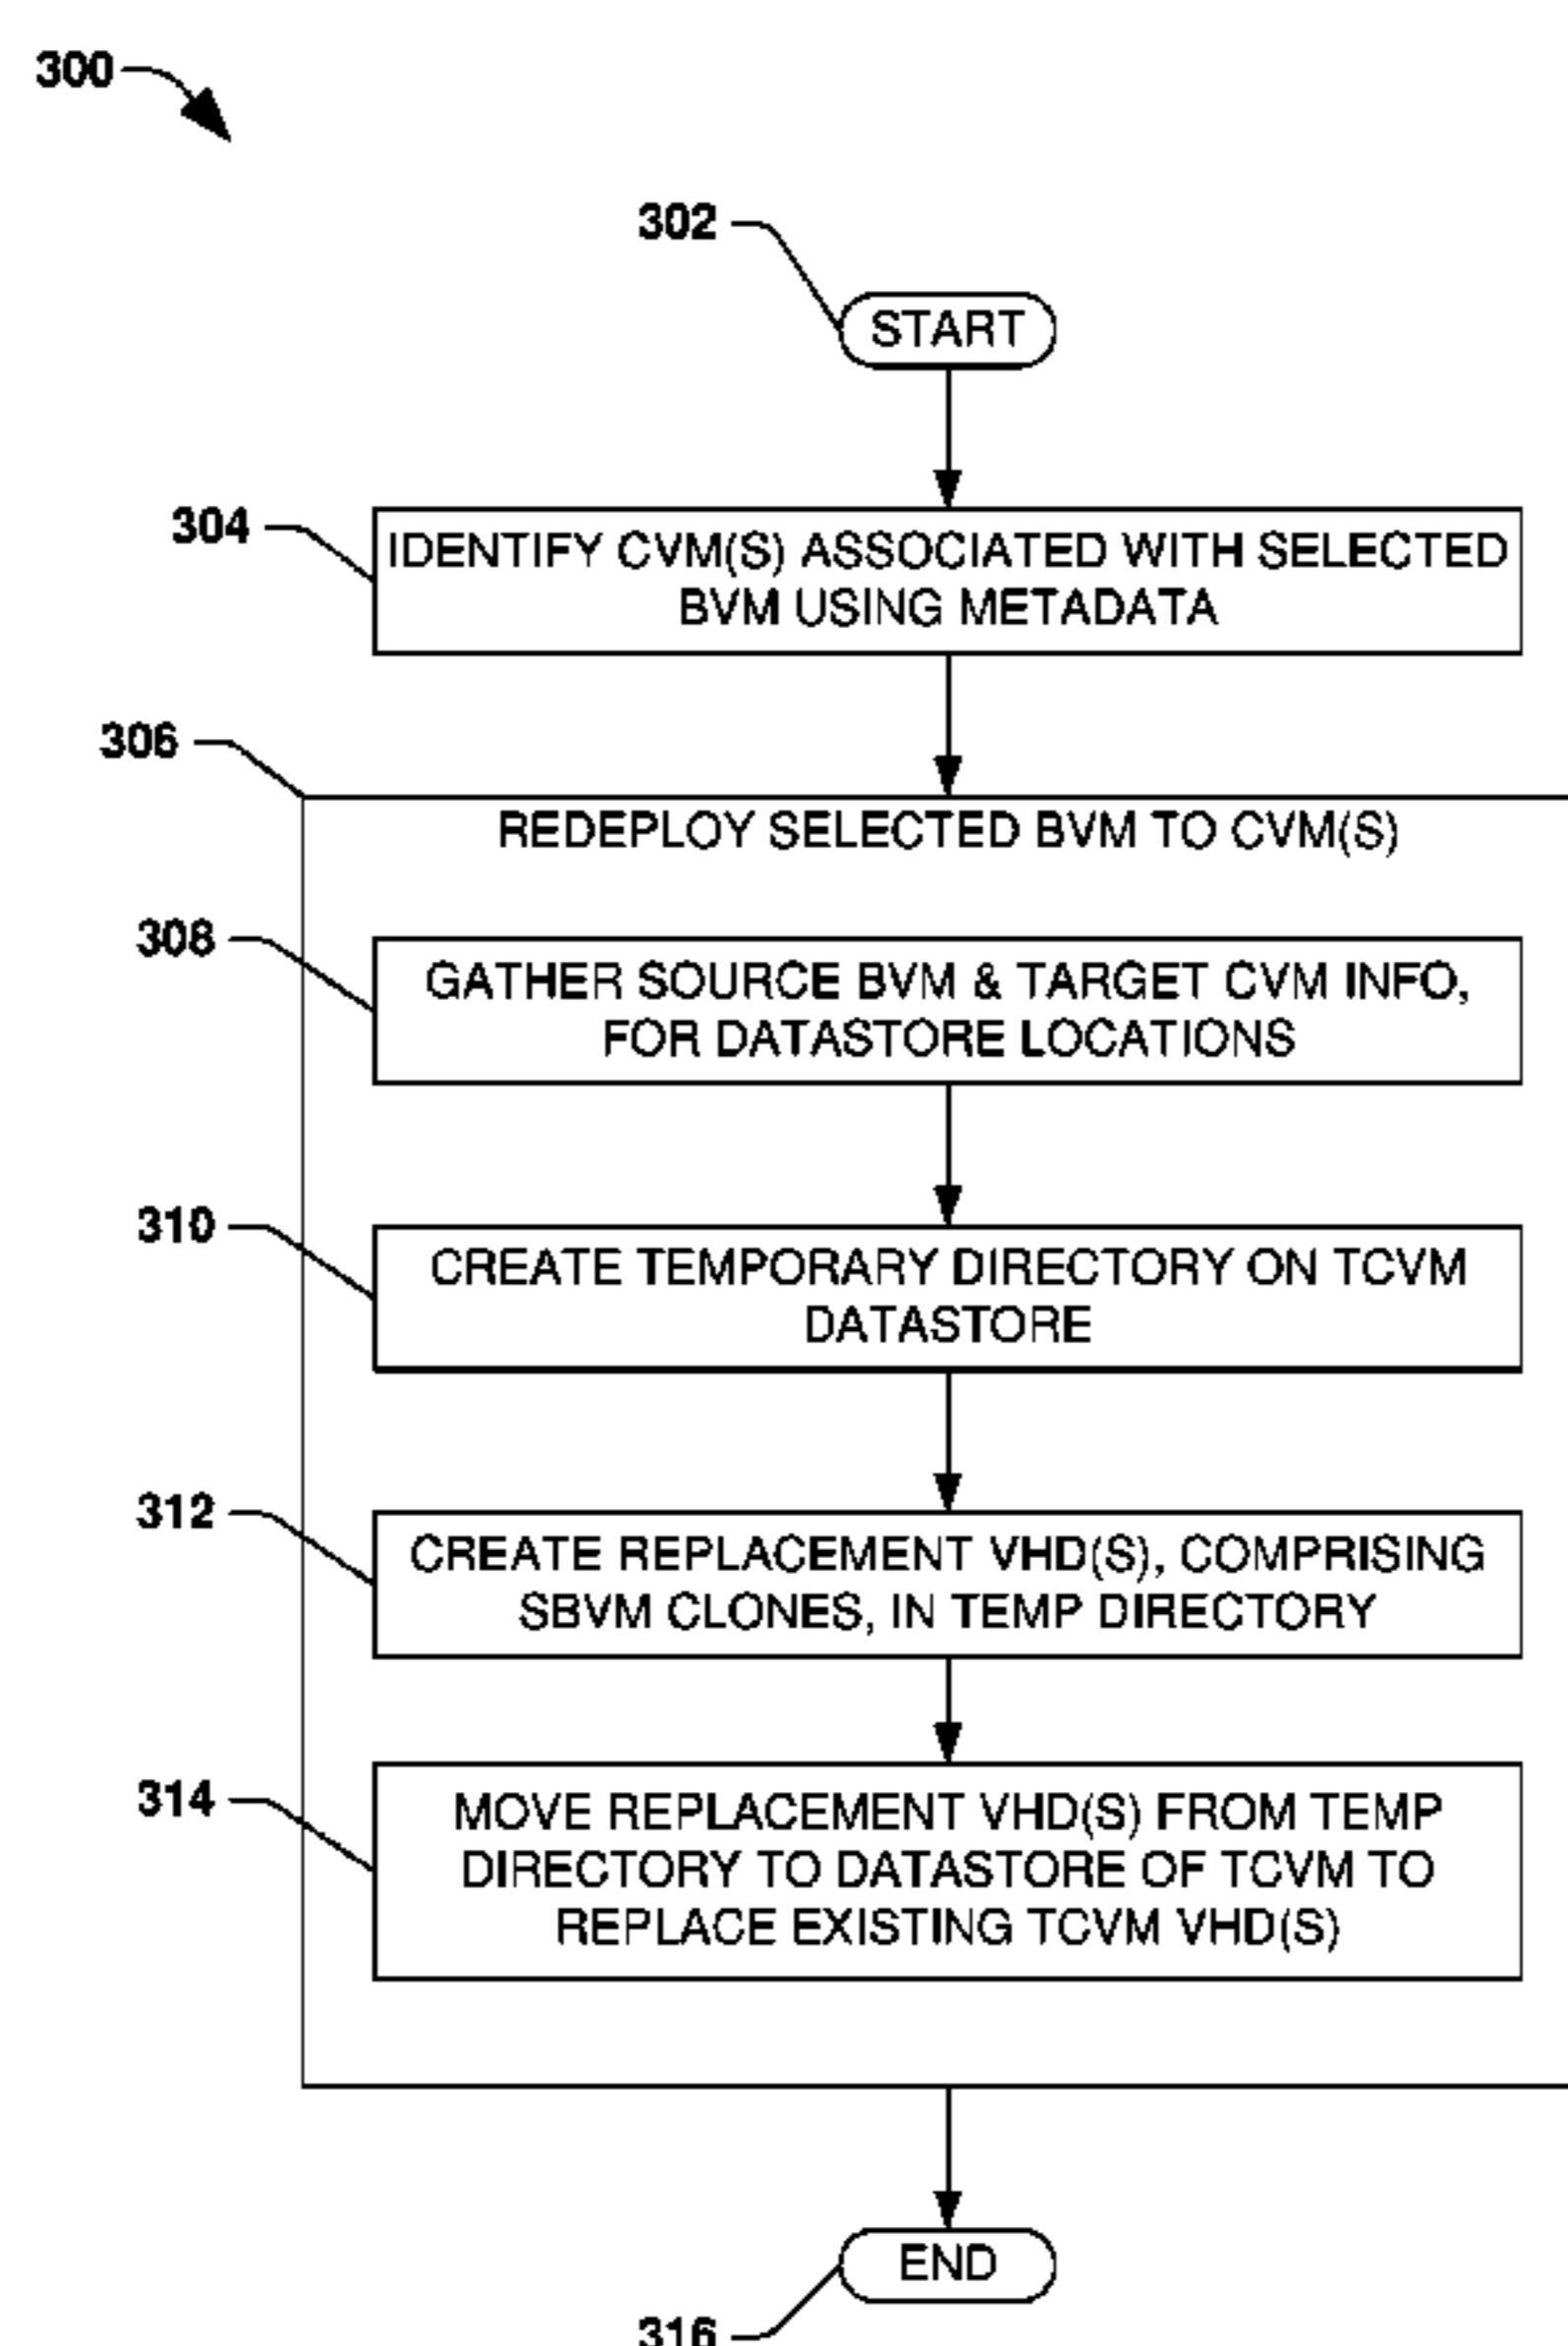 300
302
START
304
IDENTIFY CVM(S) ASSOCIATED WITH SELECTED
BVM USING METADATA
306
REDEPLOY SELECTED BVM TO CVM(S)
308
GATHER SOURCE BVM & TARGET CVM INFO,
FOR DATASTORE LOCATIONS
310
CREATE TEMPORARY DIRECTORY ON TCVM
DATASTORE
312
CREATE REPLACEMENT VHD(S), COMPRISING
SBVM CLONES, IN TEMP DIRECTORY
314
MOVE REPLACEMENT VHD(S) FROM TEMP
DIRECTORY TO DATASTORE OF TCVM TO
REPLACE EXISTING TCVM VHD(S)
END
316